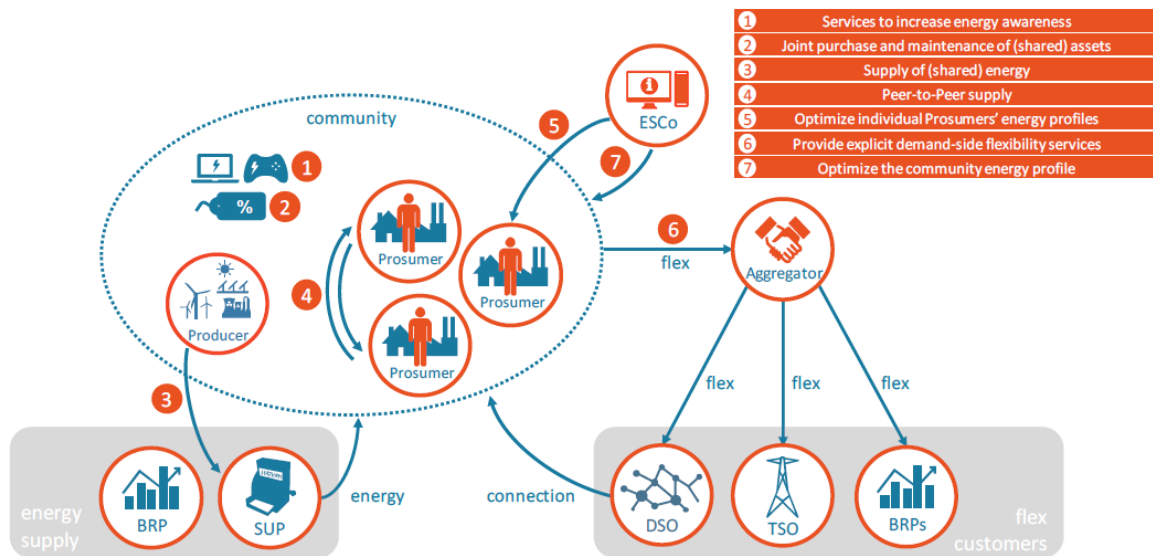 1 Services to increase energy awareness
2 Joint purchase and maintenance of (shared) assets
3 Supply of (shared) energy
4 Peer-to-Peer supply
5 Optimize individual Prosumers' energy profiles
6 Provide explicit demand-side flexibility services
7 Optimize the community energy profile
community
ESCo
5
7
1
%
2
Prosumer
Prosumer
Prosumer
4
6
flex
Aggregator
Producer
3
flex
flex
flex
BRP
SUP
energy
supply
energy
connection
DSO
TSO
BRPs
flex
customers